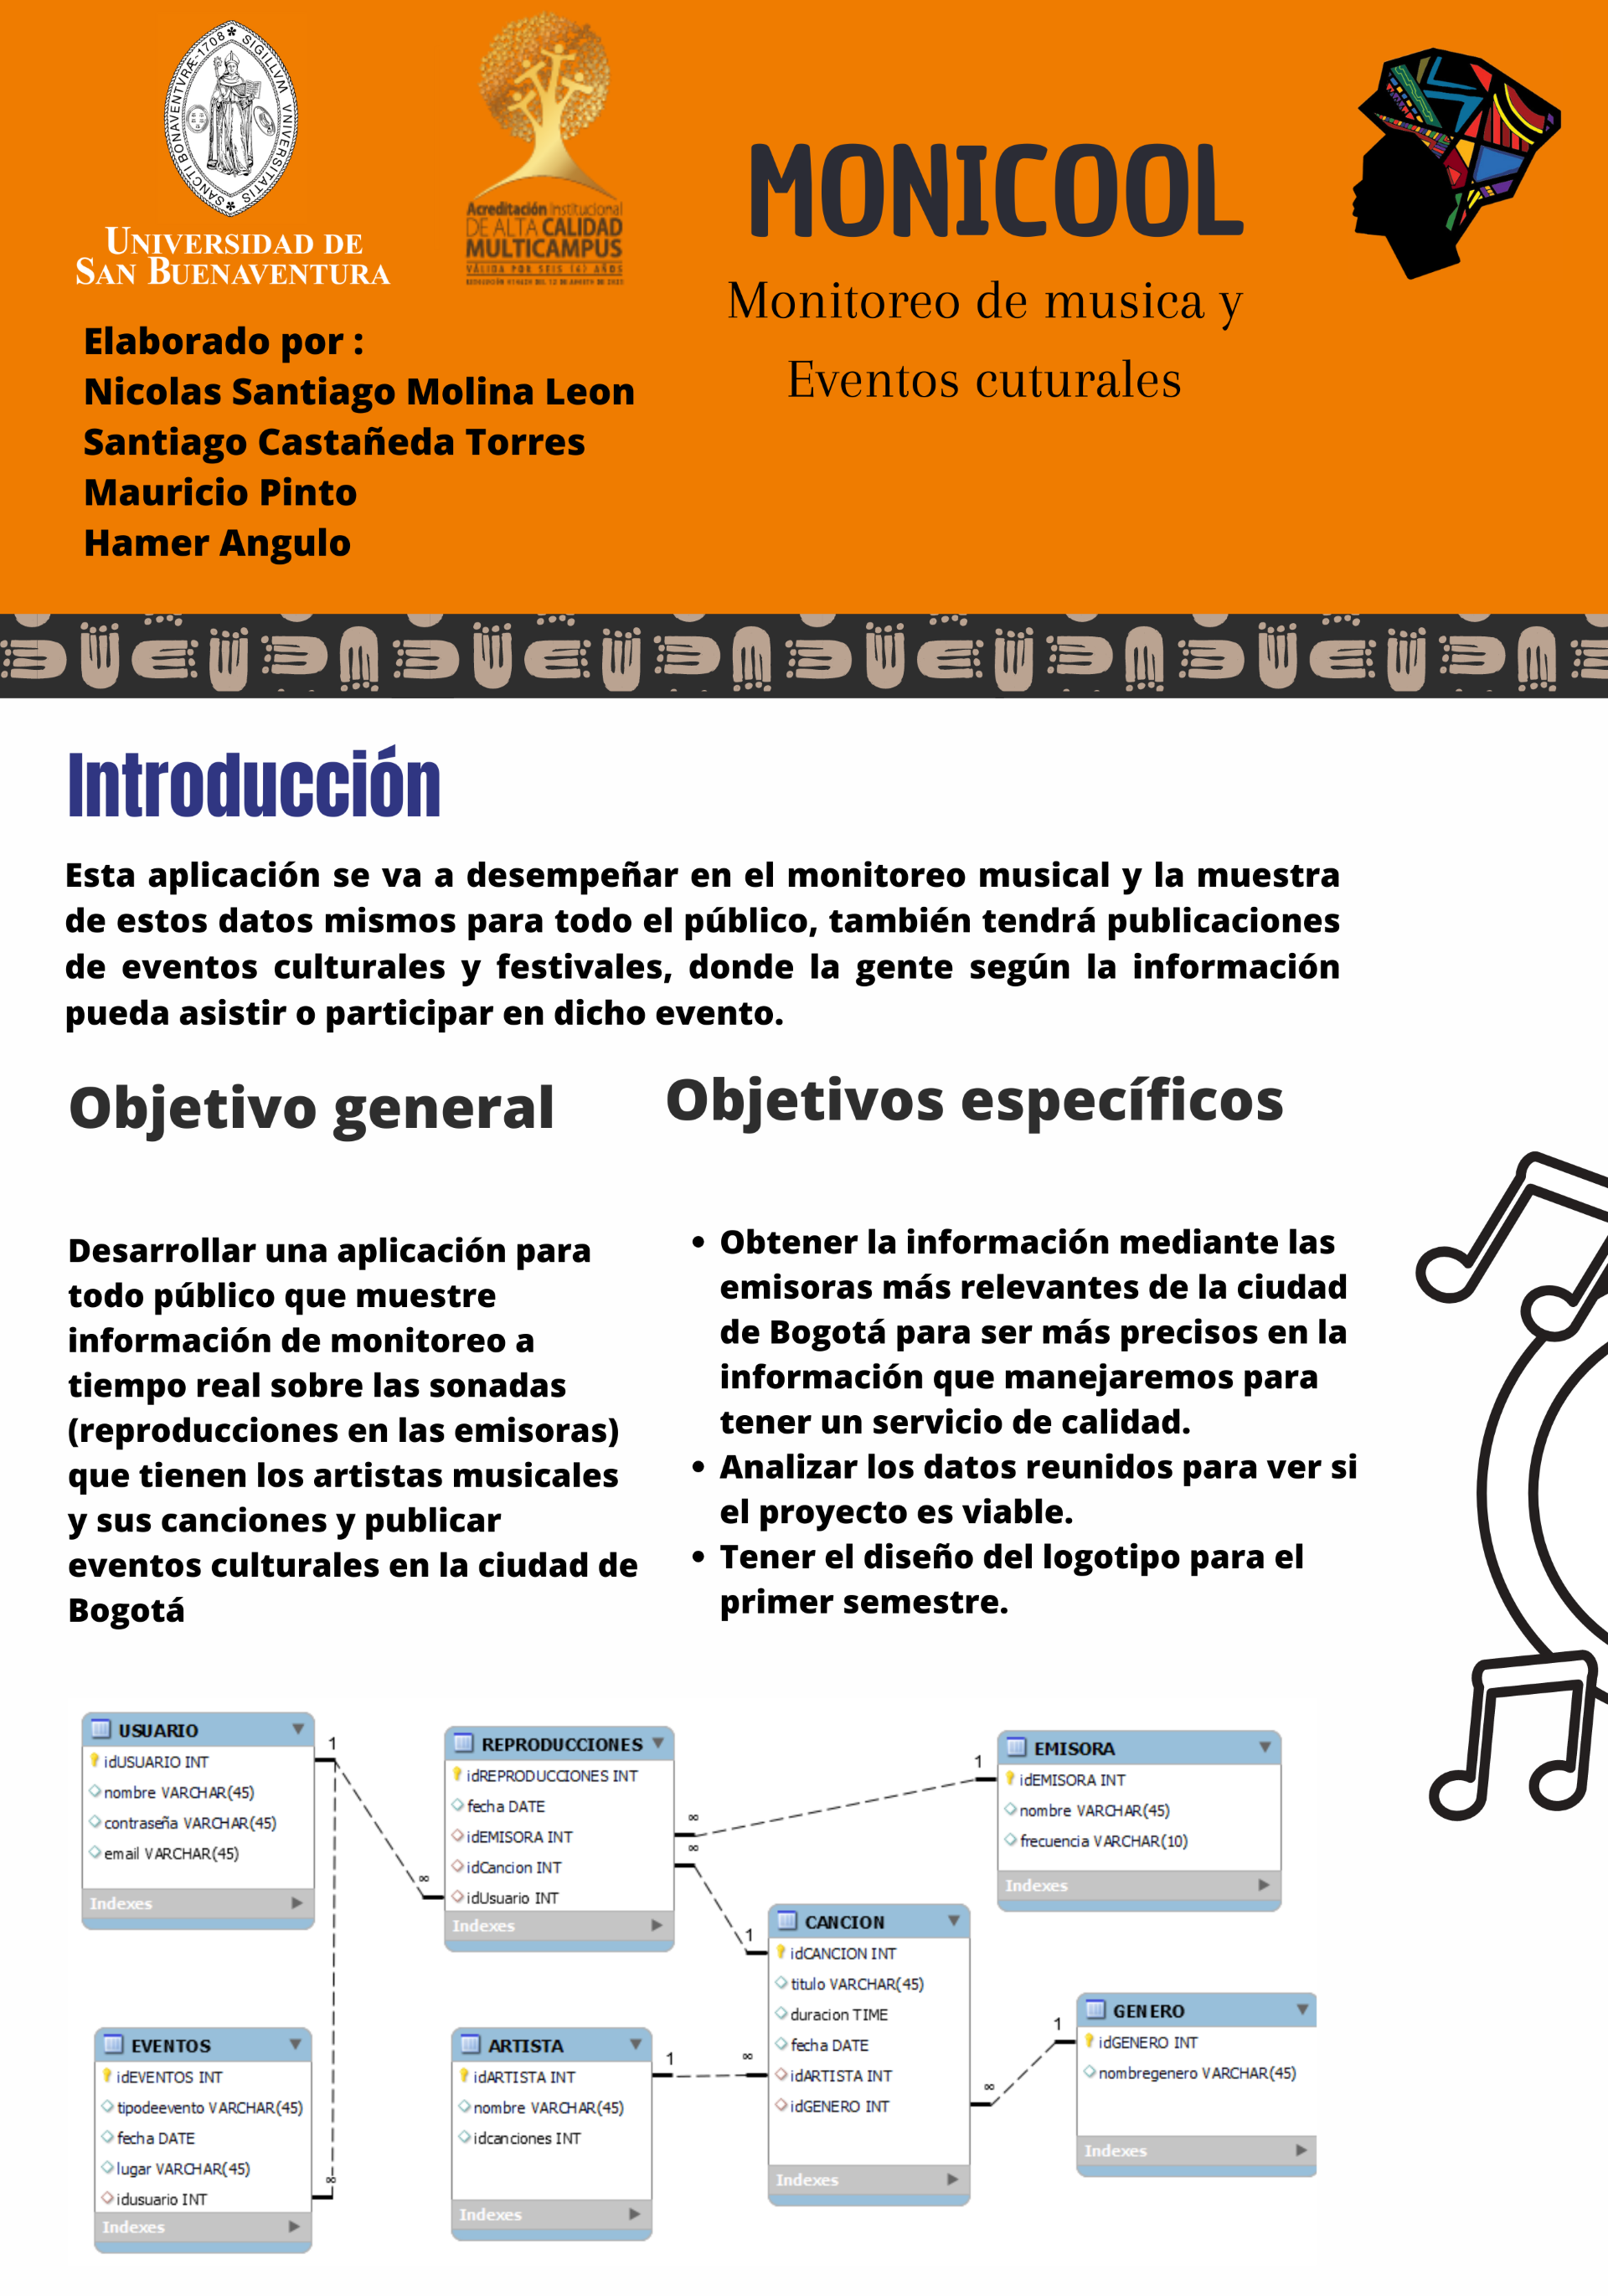 SANCTI BONAVENTVRÆ-1708 SIGILLVM VNIVERSITATIS
UNIVERSIDAD DE
SAN BUENAVENTURA
Acreditación Institucional
DE ALTA CALIDAD
MULTICAMPUS
VÁLIDA POR SEIS (6) AÑOS
MONICOOL
Monitoreo de musica y
Eventos cuturales
Elaborado por :
Nicolas Santiago Molina Leon
Santiago Castañeda Torres
Mauricio Pinto
Hamer Angulo
Introducción
Esta aplicación se va a desempeñar en el monitoreo musical y la muestra
de estos datos mismos para todo el público, también tendrá publicaciones
de eventos culturales y festivales, donde la gente según la información
pueda asistir o participar en dicho evento.
Objetivo general
Desarrollar una aplicación para
todo público que muestre
información de monitoreo a
tiempo real sobre las sonadas
(reproducciones en las emisoras)
que tienen los artistas musicales
y sus canciones y publicar
eventos culturales en la ciudad de
Bogotá
Objetivos específicos
• Obtener la información mediante las
emisoras más relevantes de la ciudad
de Bogotá para ser más precisos en la
información que manejaremos para
tener un servicio de calidad.
• Analizar los datos reunidos para ver si
el proyecto es viable.
• Tener el diseño del logotipo para el
primer semestre.
USUARIO
idUSUARIO INT
nombre VARCHAR(45)
contraseña VARCHAR(45)
email VARCHAR(45)
Indexes
1
∞
REPRODUCCIONES
idREPRODUCCIONES INT
fecha DATE
idEMISORA INT
idCancion INT
idUsuario INT
Indexes
∞
∞
1
1
EMISORA
idEMISORA INT
nombre VARCHAR(45)
frecuencia VARCHAR(10)
Indexes
CANCION
idCANCION INT
titulo VARCHAR(45)
duracion TIME
fecha DATE
idARTISTA INT
idGENERO INT
Indexes
∞
1
GENERO
idGENERO INT
nombregenero VARCHAR(45)
Indexes
EVENTOS
idEVENTOS INT
tipodeevento VARCHAR(45)
fecha DATE
lugar VARCHAR(45)
idusuario INT
Indexes
∞
ARTISTA
idARTISTA INT
nombre VARCHAR(45)
idcanciones INT
Indexes
1
∞